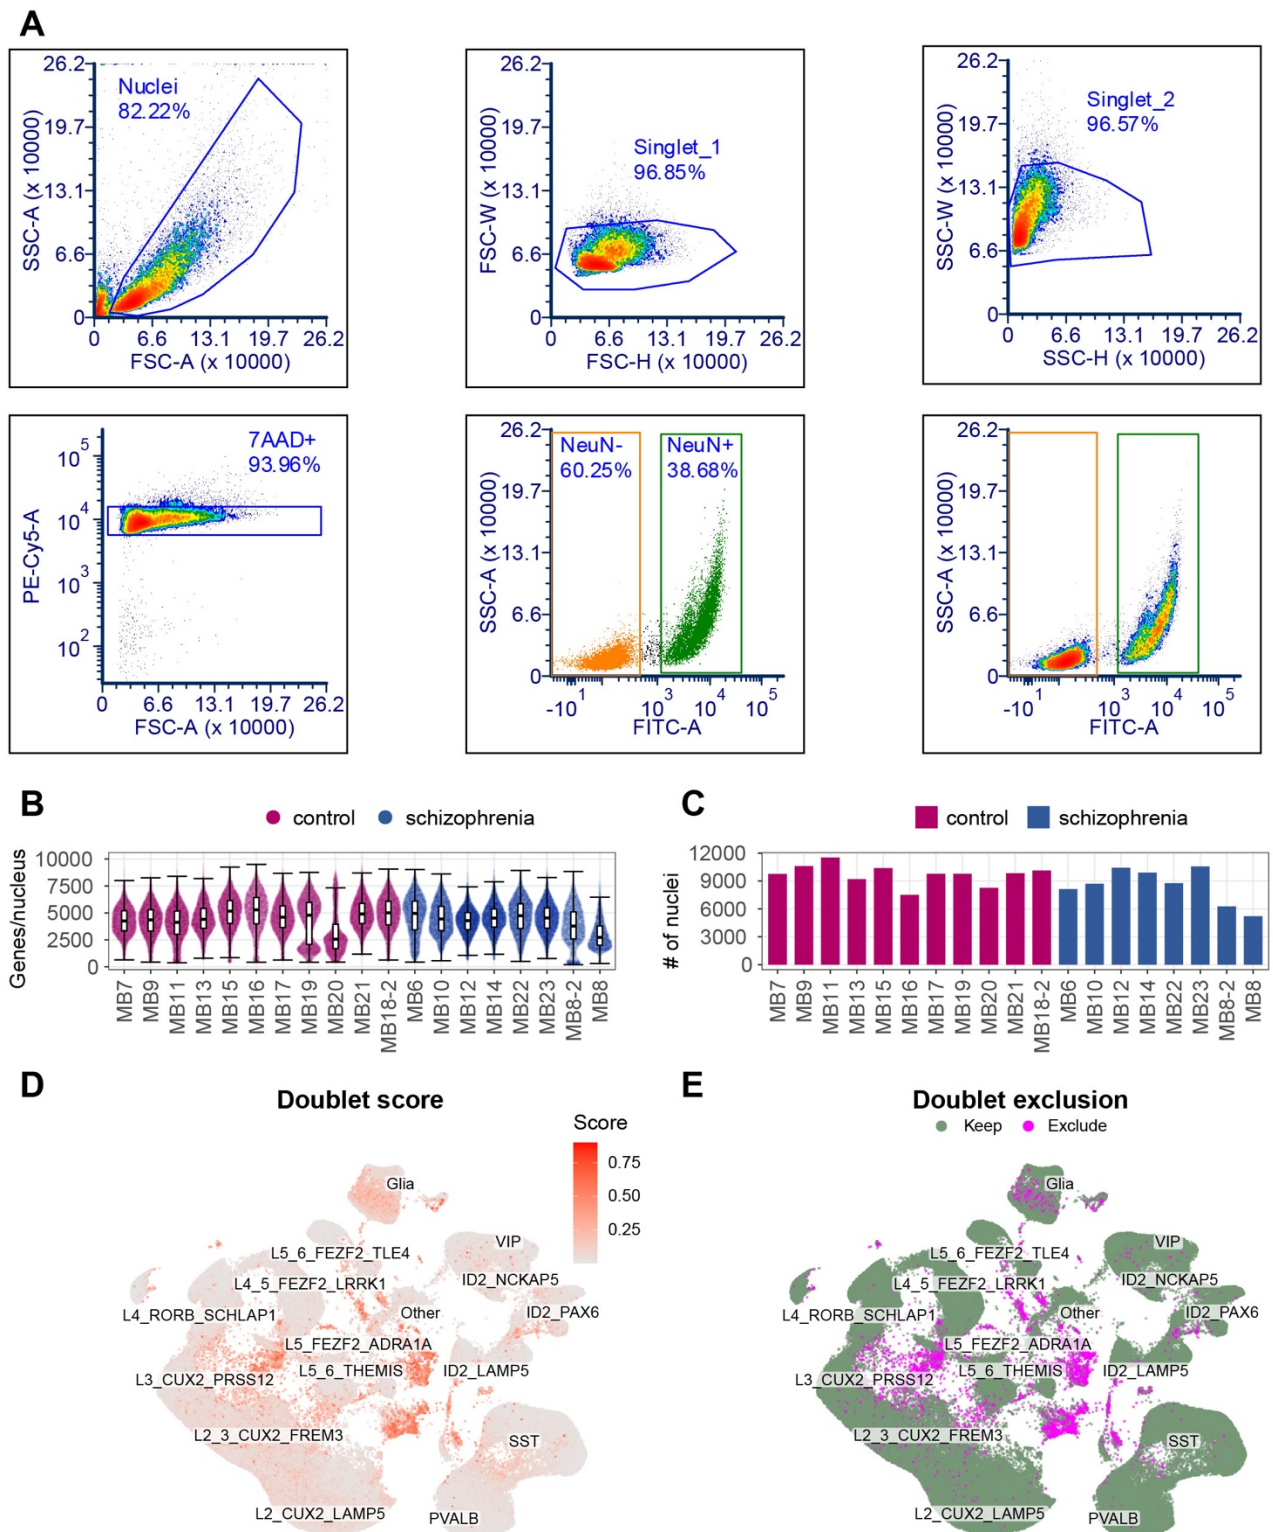 A
Nuclei
82.22%
26.2
19.7
13.1
6.6
0
SSC-A (x 10000)
0 6.6 13.1 19.7 26.2
FSC-A (x 10000)
Singlet_1
96.85%
26.2
19.7
13.1
6.6
0
FSC-W (x 10000)
0 6.6 13.1 19.7 26.2
FSC-H (x 10000)
Singlet_2
96.57%
26.2
19.7
13.1
6.6
0
SSC-W (x 10000)
0 6.6 13.1 19.7 26.2
SSC-H (x 10000)
7AAD+
93.96%
10^5
10^4
10^3
10^2
PE-Cy5-A
0 6.6 13.1 19.7 26.2
FSC-A (x 10000)
NeuN- NeuN+
60.25% 38.68%
26.2
19.7
13.1
6.6
0
SSC-A (x 10000)
-10^1 10^3 10^4 10^5
FITC-A
26.2
19.7
13.1
6.6
0
SSC-A (x 10000)
-10^1 10^3 10^4 10^5
FITC-A
B
control schizophrenia
10000
7500
5000
2500
0
Genes/nucleus
MB7 MB9 MB11 MB13 MB15 MB16 MB17 MB19 MB20 MB21 MB18-2 MB6 MB10 MB12 MB14 MB22 MB23 MB8-2 MB8
C
control schizophrenia
12000
9000
6000
3000
0
# of nuclei
MB7 MB9 MB11 MB13 MB15 MB16 MB17 MB19 MB20 MB21 MB18-2 MB6 MB10 MB12 MB14 MB22 MB23 MB8-2 MB8
D
Doublet score
Score
0.75
0.50
0.25
Glia
VIP
L5_6_FEZF2_TLE4
ID2_NCKAP5
L4_5_FEZF2_LRRK1
L4_RORB_SCHLAP1
Other
ID2_PAX6
L5_FEZF2_ADRA1A
L3_CUX2_PRSS12
L5_6_THEMIS
ID2_LAMP5
L2_3_CUX2_FREM3
SST
L2_CUX2_LAMP5
PVALB
E
Doublet exclusion
Keep Exclude
Glia
VIP
L5_6_FEZF2_TLE4
ID2_NCKAP5
L4_5_FEZF2_LRRK1
L4_RORB_SCHLAP1
Other
ID2_PAX6
L5_FEZF2_ADRA1A
L3_CUX2_PRSS12
L5_6_THEMIS
ID2_LAMP5
L2_3_CUX2_FREM3
SST
L2_CUX2_LAMP5
PVALB